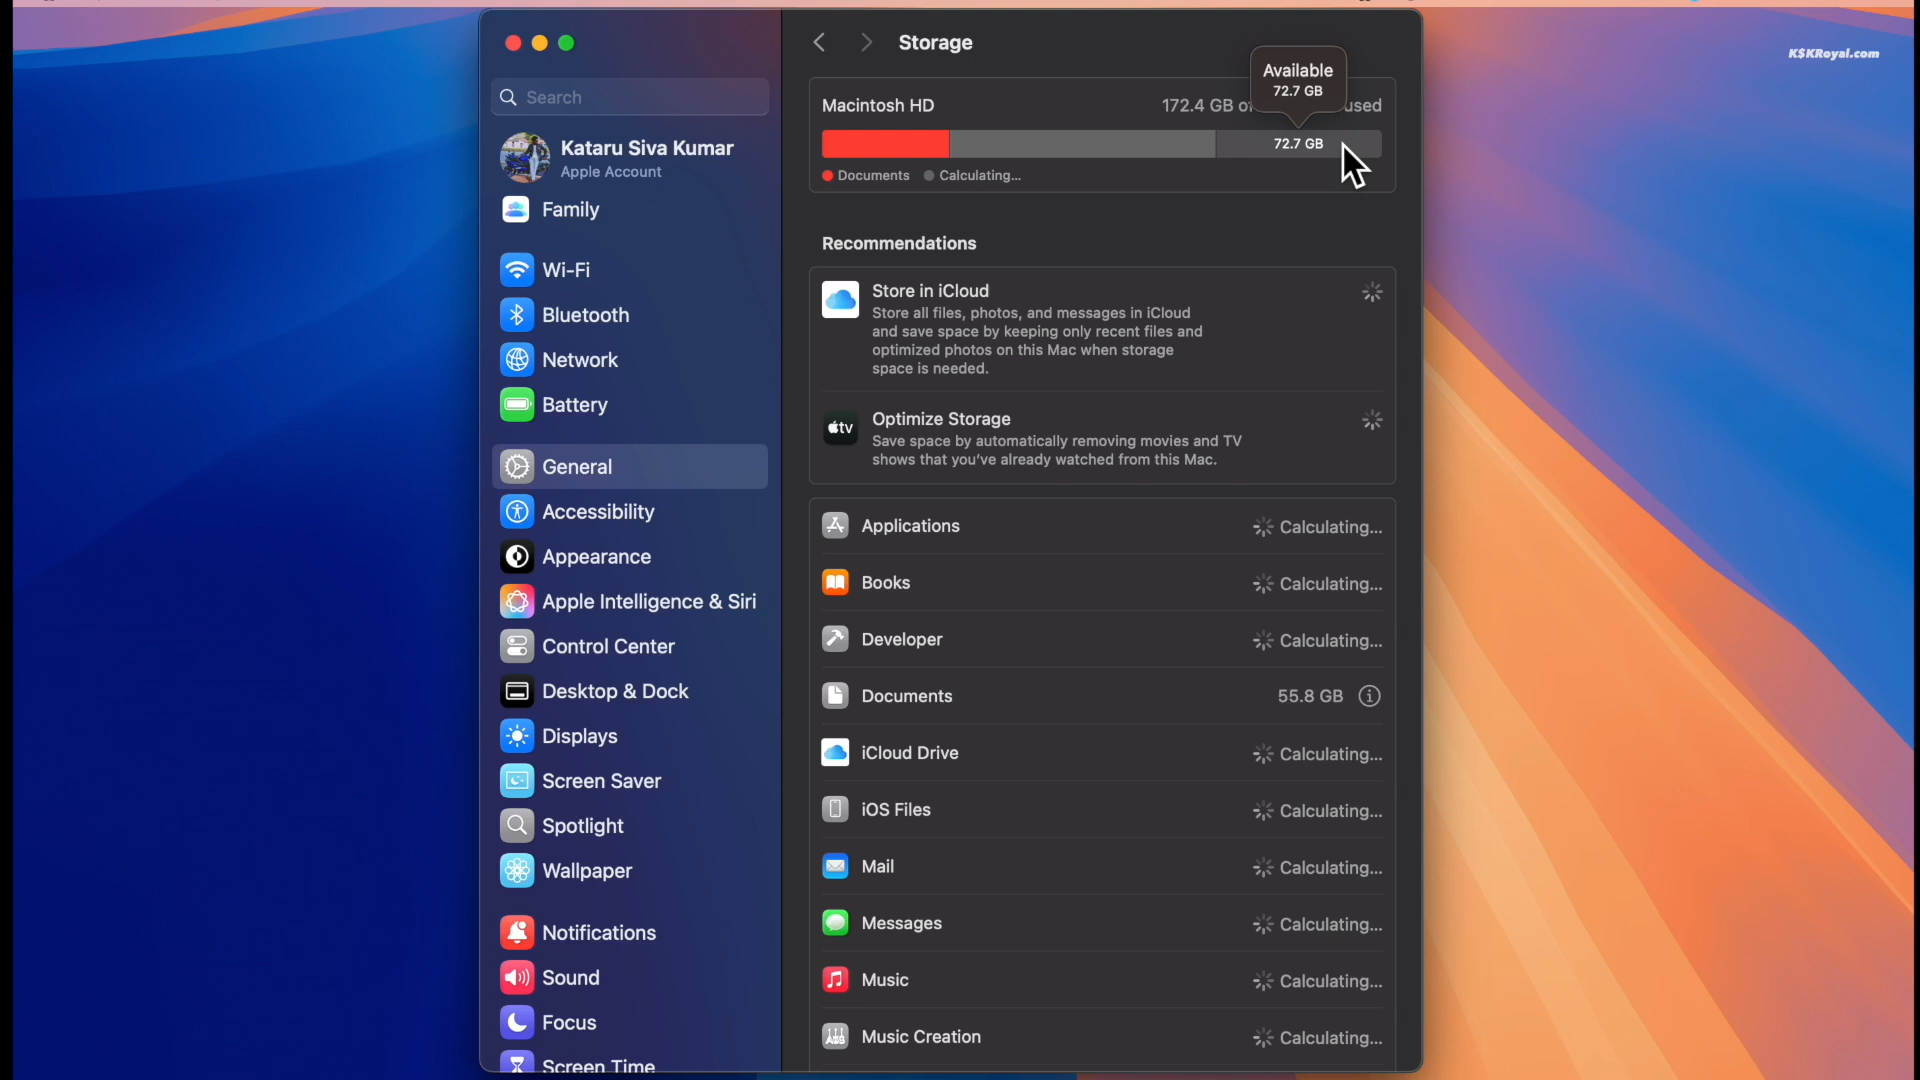 K$KRoyal.com
Storage
Available
72.7 GB
Search
Macintosh HD
172.4 GB
used
72.7 GB
Documents
Calculating...
Kataru Siva Kumar
Apple Account
Family
Wi-Fi
Bluetooth
Network
Battery
General
Accessibility
Appearance
Apple Intelligence & Siri
Control Center
Desktop & Dock
Displays
Screen Saver
Spotlight
Wallpaper
Notifications
Sound
Focus
Screen Time
Recommendations
Store in iCloud
Store all files, photos, and messages in iCloud
and save space by keeping only recent files and
optimized photos on this Mac when storage
space is needed.
tv
Optimize Storage
Save space by automatically removing movies and TV
shows that you've already watched from this Mac.
Applications
Calculating...
Books
Calculating...
Developer
Calculating...
Documents
55.8 GB
iCloud Drive
Calculating...
iOS Files
Calculating...
Mail
Calculating...
Messages
Calculating...
Music
Calculating...
Music Creation
Calculating...